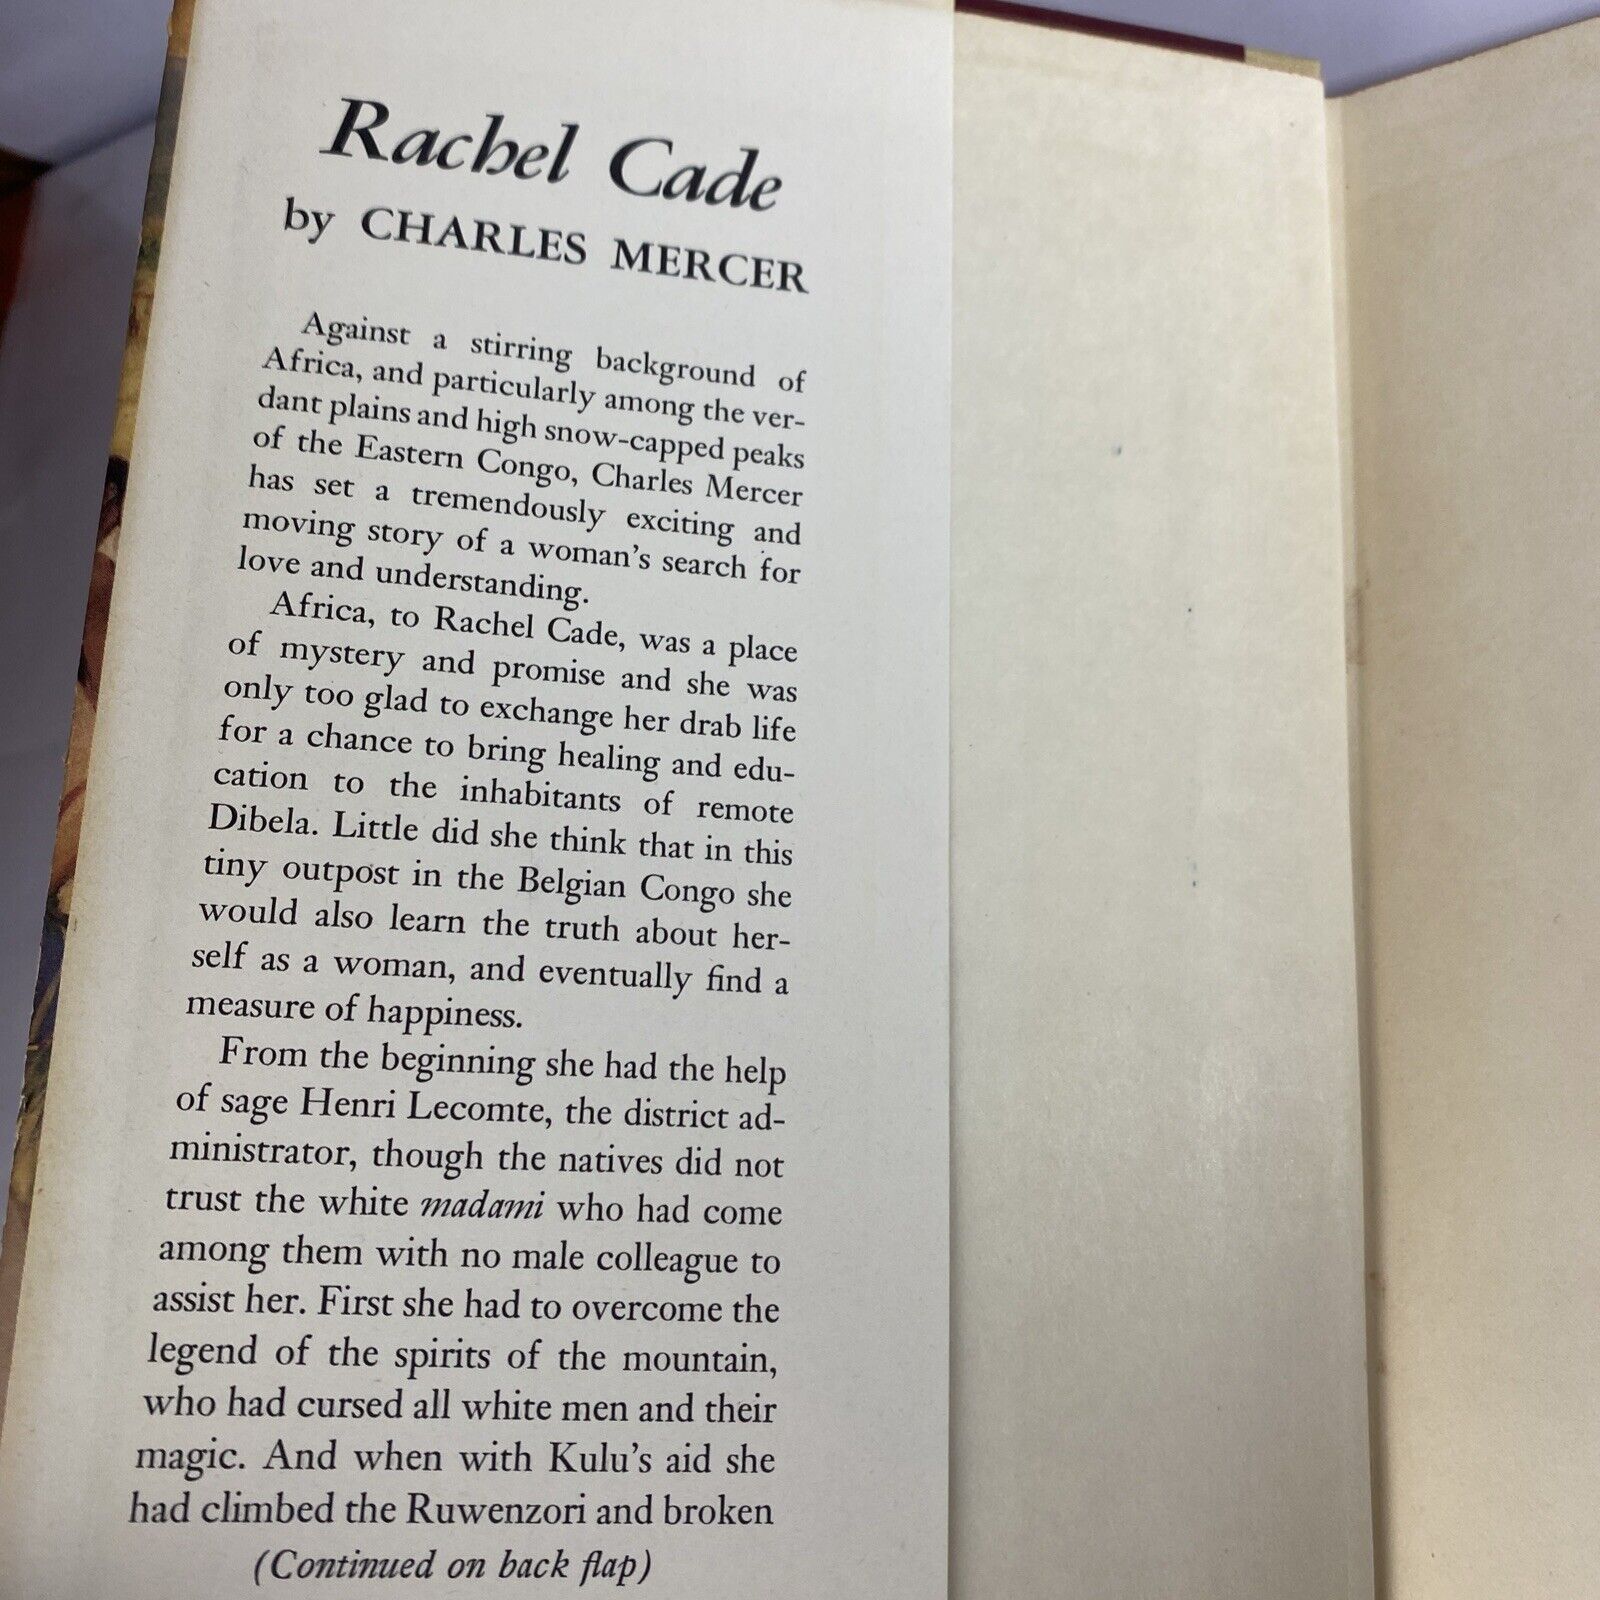 Rachel Cade
by CHARLES MERCER
Against a stirring background of
Africa, and particularly among the ver-
dant plains and high snow-capped peaks
of the Eastern Congo, Charles Mercer
has set a tremendously exciting and
moving story of a woman's search for
love and understanding.
Africa, to Rachel Cade, was a place
of mystery and promise and she was
only too glad to exchange her drab life
for a chance to bring healing and edu-
cation to the inhabitants of remote
Dibela. Little did she think that in this
tiny outpost in the Belgian Congo she
would also learn the truth about her-
self as a woman, and eventually find a
measure of happiness.
From the beginning she had the help
of sage Henri Lecomte, the district ad-
ministrator, though the natives did not
trust the white madami who had come
among them with no male colleague to
assist her. First she had to overcome the
legend of the spirits of the mountain,
who had cursed all white men and their
magic. And when with Kulu's aid she
had climbed the Ruwenzori and broken
(Continued on back flap)